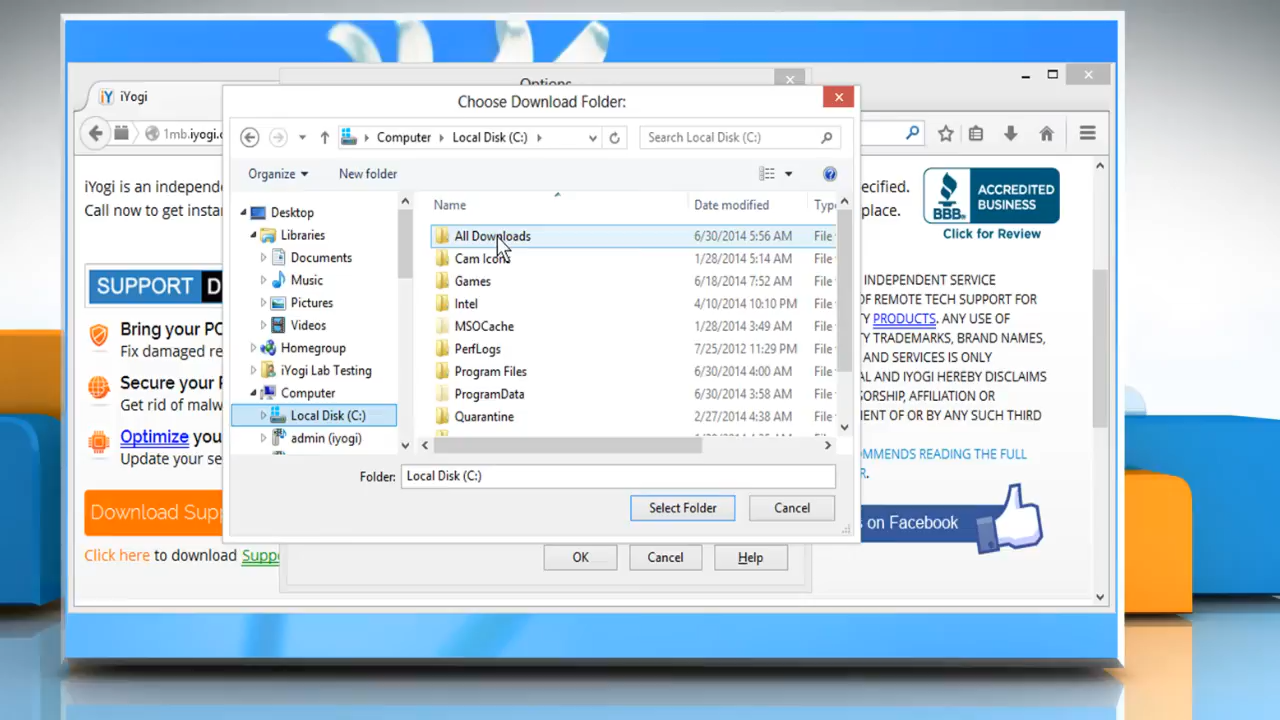 Options
iYogi
Choose Download Folder:
Computer
Local Disk (C:)
Search Local Disk (C:)
1mb.iyogi.
Organize
New folder
iYogi is an independ
Call now to get instan
ecified.
place.
ACCREDITED
BUSINESS
BBB
Click for Review
Name
Date modified
Type
Desktop
Libraries
Documents
Music
Pictures
Videos
Homegroup
iYogi Lab Testing
Computer
Local Disk (C:)
admin (iyogi)
All Downloads 6/30/2014 5:56 AM File
Cam Icons 1/28/2014 5:14 AM File
Games 6/18/2014 7:52 AM File
Intel 4/10/2014 10:10 PM File
MSOCache 1/28/2014 3:49 AM File
PerfLogs 7/25/2012 11:29 PM File
Program Files 6/30/2014 4:00 AM File
ProgramData 6/30/2014 3:58 AM File
Quarantine 2/27/2014 4:38 AM File
SUPPORT D
Bring your PC
Fix damaged re
Secure your P
Get rid of malw
Optimize you
Update your se
Download Supp
Click here to download Suppo
INDEPENDENT SERVICE
OF REMOTE TECH SUPPORT FOR
Y PRODUCTS. ANY USE OF
TY TRADEMARKS, BRAND NAMES,
AND SERVICES IS ONLY
AL AND IYOGI HEREBY DISCLAIMS
SORSHIP, AFFILIATION OR
MENT OF OR BY ANY SUCH THIRD
MMENDS READING THE FULL
on Facebook
Folder:
Local Disk (C:)
Select Folder
Cancel
OK
Cancel
Help